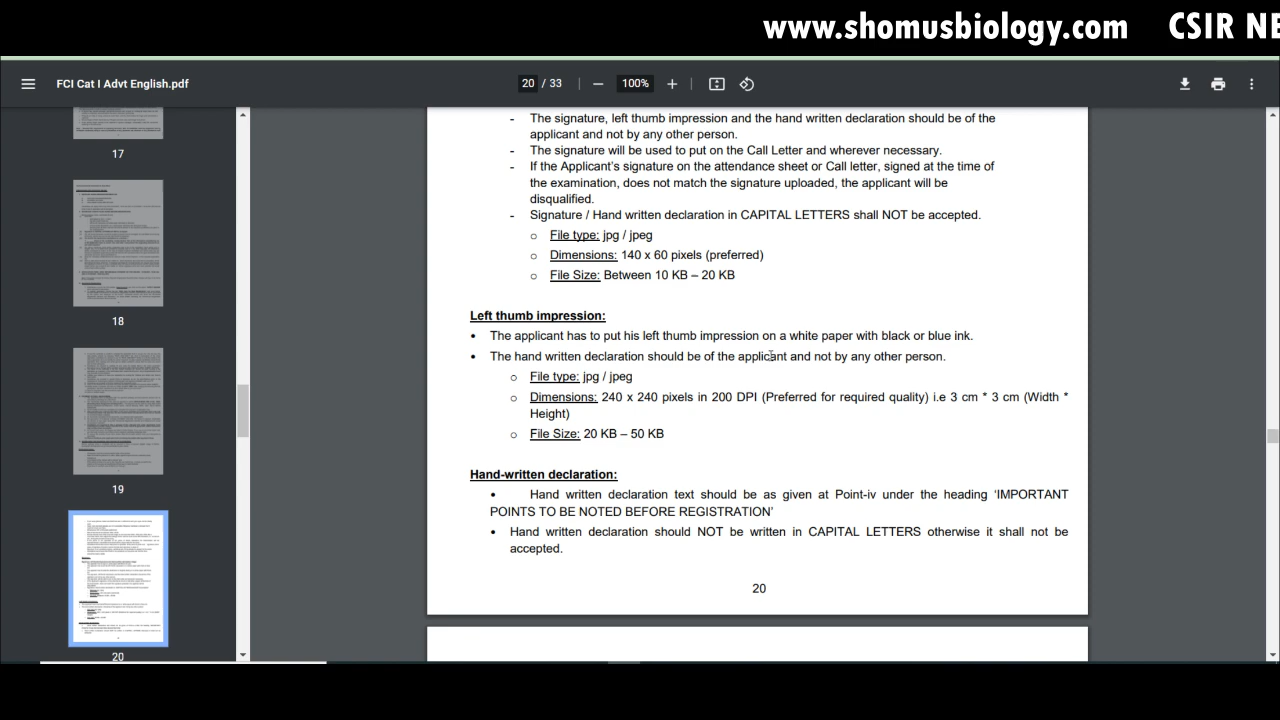 www.shomusbiology.com CSIR NE
FCI Cat I Advt English.pdf
20 / 33
100%
17
18
19
20
- The signature, left thumb impression and the hand written declaration should be of the
applicant and not by any other person.
- The signature will be used to put on the Call Letter and wherever necessary.
- If the Applicant's signature on the attendance sheet or Call letter, signed at the time of
the examination, does not match the signature uploaded, the applicant will be
disqualified.
- Signature / Hand written declaration in CAPITAL LETTERS shall NOT be accepted.
o File type: jpg / jpeg
o Dimensions: 140 x 60 pixels (preferred)
o File Size: Between 10 KB – 20 KB
Left thumb impression:
• The applicant has to put his left thumb impression on a white paper with black or blue ink.
• The hand written declaration should be of the applicant and not by any other person.
o File type: jpg / jpeg
o Dimensions: 240 x 240 pixels in 200 DPI (Preferred for required quality) i.e 3 cm * 3 cm (Width *
Height)
o File Size: 20 KB – 50 KB
Hand-written declaration:
• Hand written declaration text should be as given at Point-iv under the heading 'IMPORTANT
POINTS TO BE NOTED BEFORE REGISTRATION'
• Hand written declaration should NOT be written in CAPITAL LETTERS otherwise it shall not be
accepted.
20